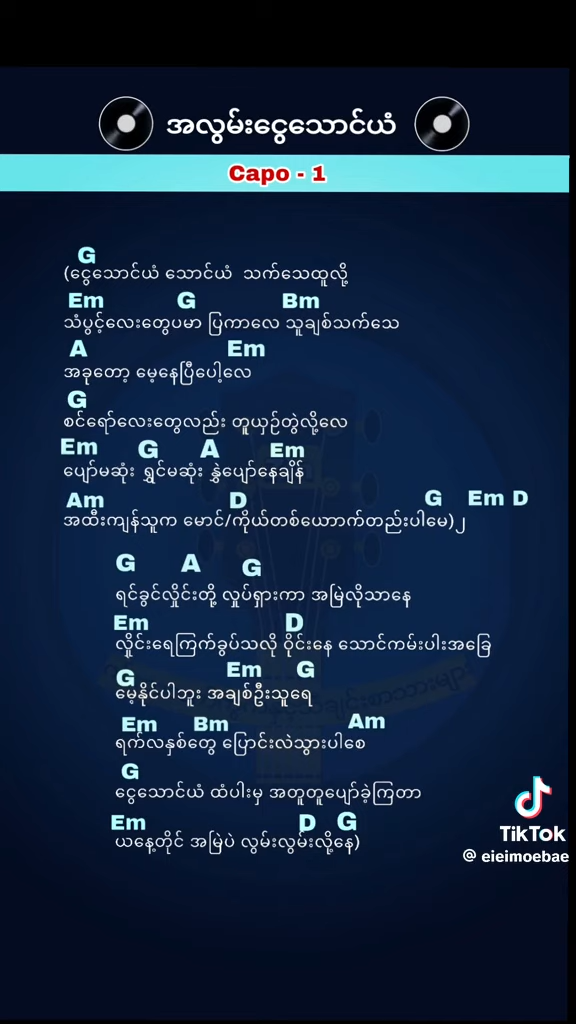 အလွမ်းငွေသောင်ယံ
Capo - 1
G
(ငွေသောင်ယံ သောင်ယံ သက်သေထူလို့
Em G Bm
သံပွင့်လေးတွေပမာ ပြကာလေ သူချစ်သက်သေ
A Em
အခုတော့ မေ့နေပြီပေါ့လေ
G
စင်ရော်လေးတွေလည်း တူယှဉ်တွဲလို့လေ
Em G A Em
ပျော်မဆုံး ရွှင်မဆုံး နွှဲပျော်နေချိန်
Am D G Em D
အထီးကျန်သူက မောင်/ကိုယ်တစ်ယောာက်တည်းပါမေ)၂
G A G
ရင်ခွင်လှိုင်းတို့ လှုပ်ရှားကာ အမြဲလိုသာနေ
Em D
လှိုင်းရေကြက်ခွပ်သလို ဝိုင်းနေ သောင်ကမ်းပါးအခြေ
G Em G
မေ့နိုင်ပါဘူး အချစ်ဦးသူရေ
Em Bm Am
ရက်လနှစ်တွေ ပြောင်းလဲသွားပါစေ
G
ငွေသောင်ယံ ထံပါးမှ အတူတူပျော်ခဲ့ကြတာ
Em D G
ယနေ့တိုင် အမြဲပဲ လွမ်းလွမ်းလို့နေ)
TikTok
@ eieimoebae